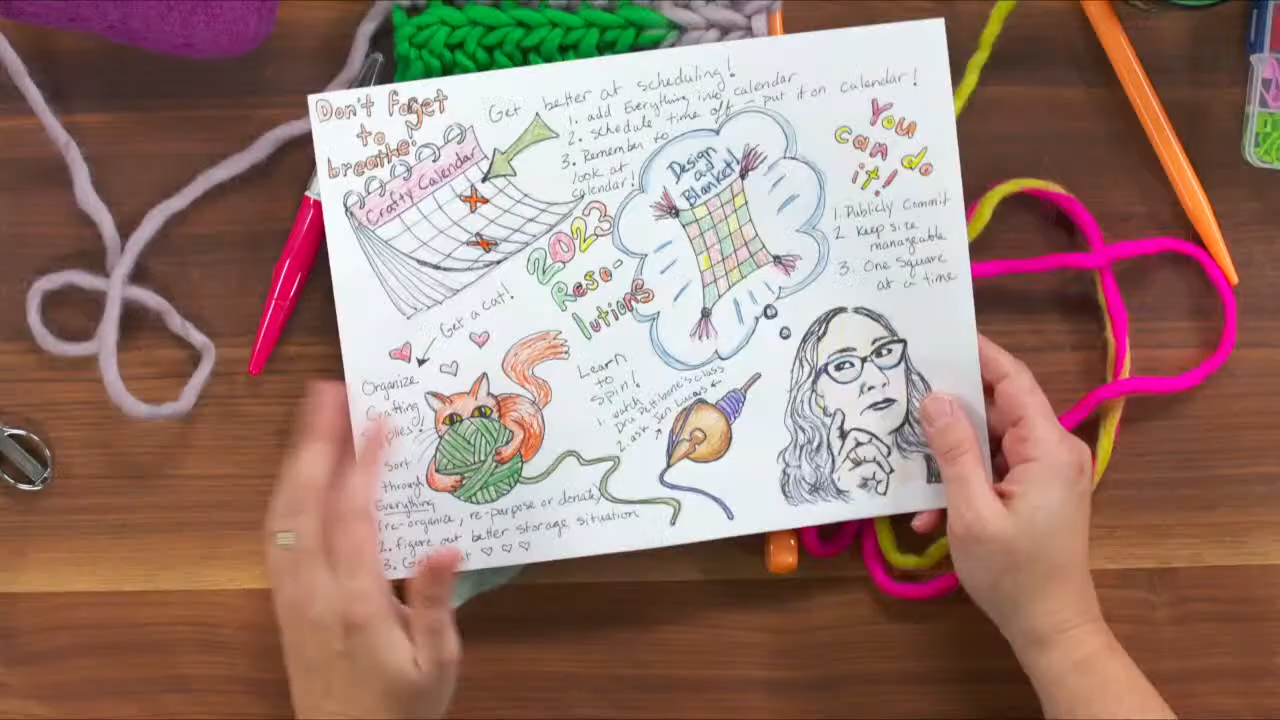 Don't foget
to
breathe!
Crafty Calendar
Get better at scheduling!
1. add Everything into calendar
2. schedule time off - put it on calendar!
3. Remember to
look at
calendar!
Design
a
Blanket!
You
can do
it!
1. Publicly Commit
2 Keep size
manageable
3. One Square
at a time
2023
Reso-
lutions
Get a cat!
Organize
Crafting
Sort
through
Everything
re-organize, re-purpose or donate
2. figure out better storage situation
3.
Learn
to
Spin!
1. watch
Dru Pettibone's class
2. ask Jen Lucas